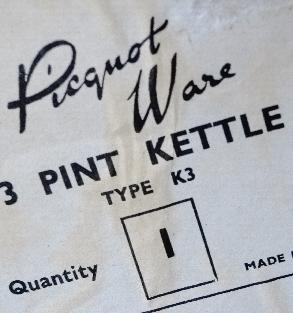 Picquot
Ware
3 PINT KETTLE
TYPE K3
Quantity 1
MADE